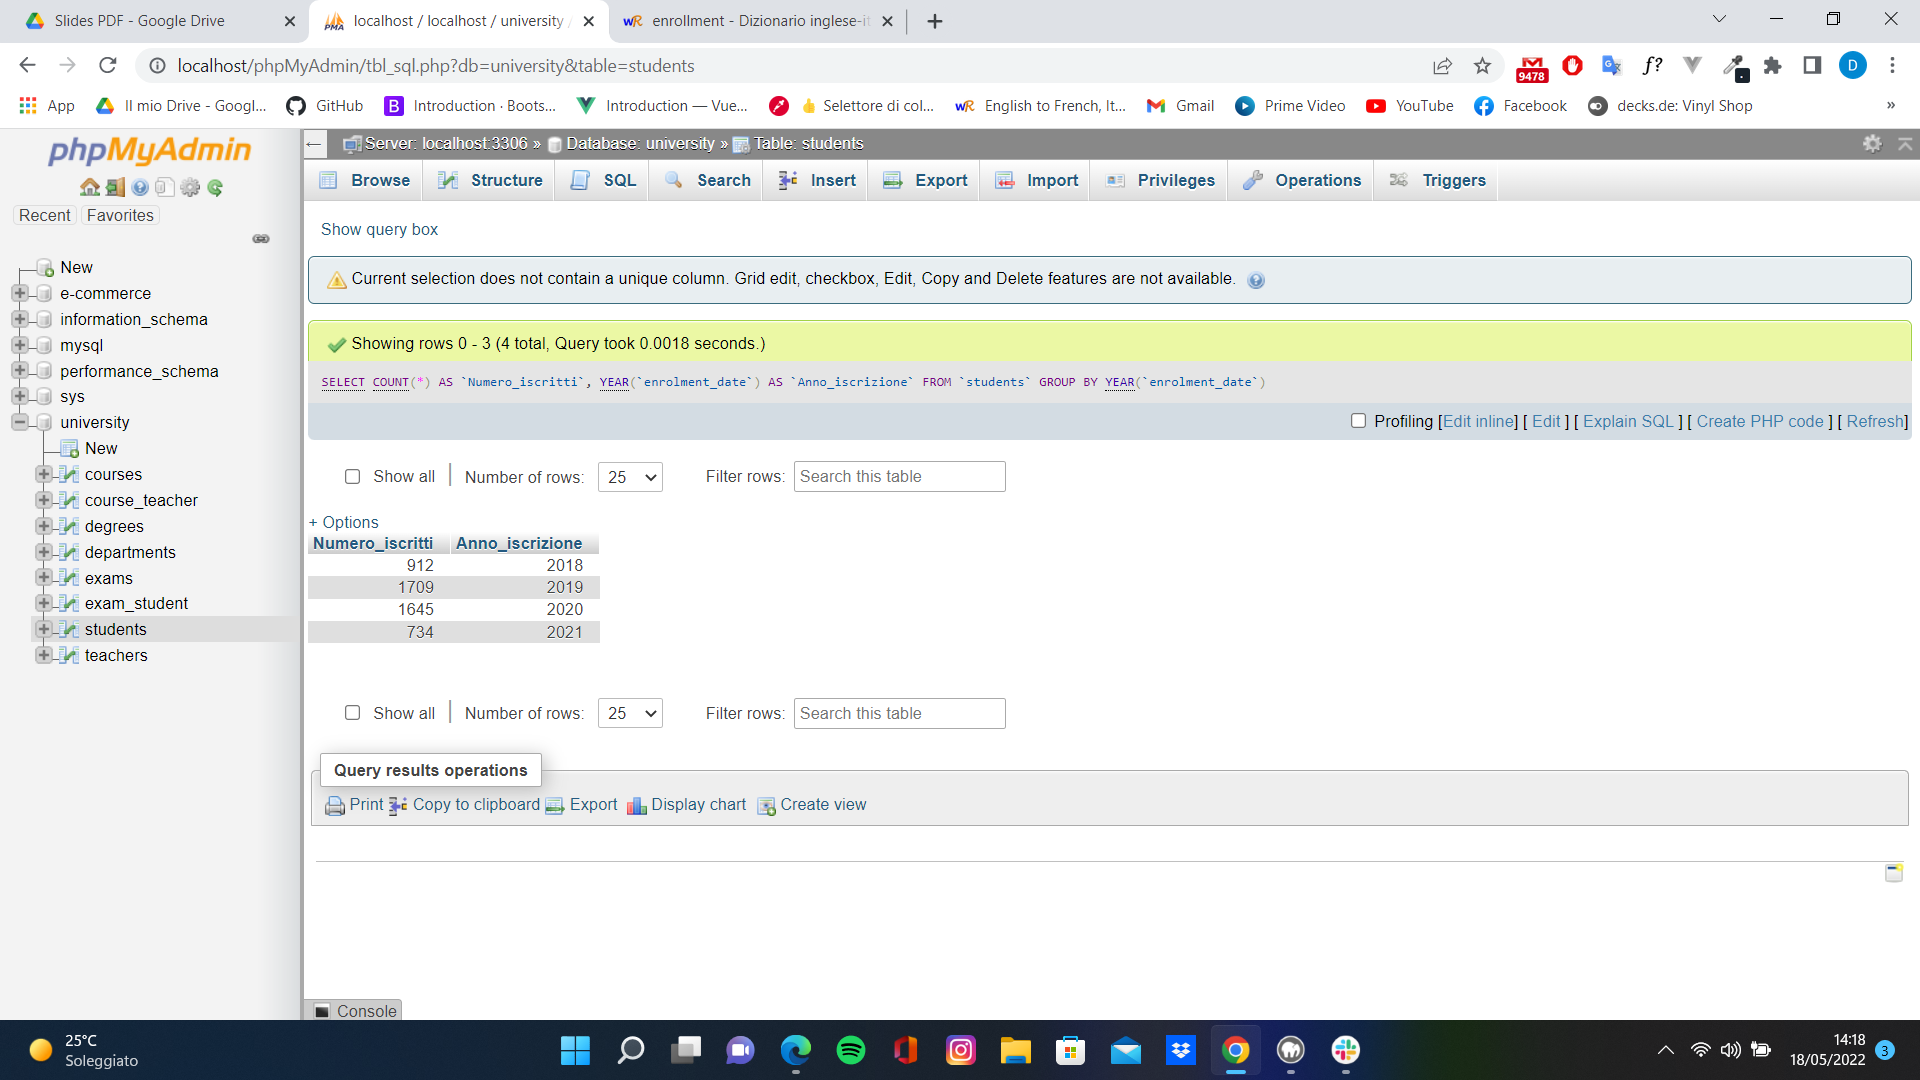 Slides PDF - Google Drive
localhost / localhost / university /
enrollment - Dizionario inglese-it
localhost/phpMyAdmin/tbl_sql.php?db=university&table=students
9478
f?
D
App
Il mio Drive - Googl...
GitHub
Introduction · Boots...
Introduction — Vue...
Selettore di col...
English to French, It...
Gmail
Prime Video
YouTube
Facebook
decks.de: Vinyl Shop
»
phpMyAdmin
Recent
Favorites
New
e-commerce
information_schema
mysql
performance_schema
sys
university
New
courses
course_teacher
degrees
departments
exams
exam_student
students
teachers
Server: localhost:3306 » Database: university » Table: students
Browse
Structure
SQL
Search
Insert
Export
Import
Privileges
Operations
Triggers
Show query box
Current selection does not contain a unique column. Grid edit, checkbox, Edit, Copy and Delete features are not available.
Showing rows 0 - 3 (4 total, Query took 0.0018 seconds.)
SELECT COUNT(*) AS `Numero_iscritti`, YEAR(`enrolment_date`) AS `Anno_iscrizione` FROM `students` GROUP BY YEAR(`enrolment_date`)
Profiling [Edit inline] [ Edit ] [ Explain SQL ] [ Create PHP code ] [ Refresh]
Show all | Number of rows: 25 Filter rows: Search this table
+ Options
Numero_iscritti Anno_iscrizione
912 2018
1709 2019
1645 2020
734 2021
Show all | Number of rows: 25 Filter rows: Search this table
Query results operations
Print Copy to clipboard Export Display chart Create view
Console
25°C
Soleggiato
14:18
18/05/2022
3